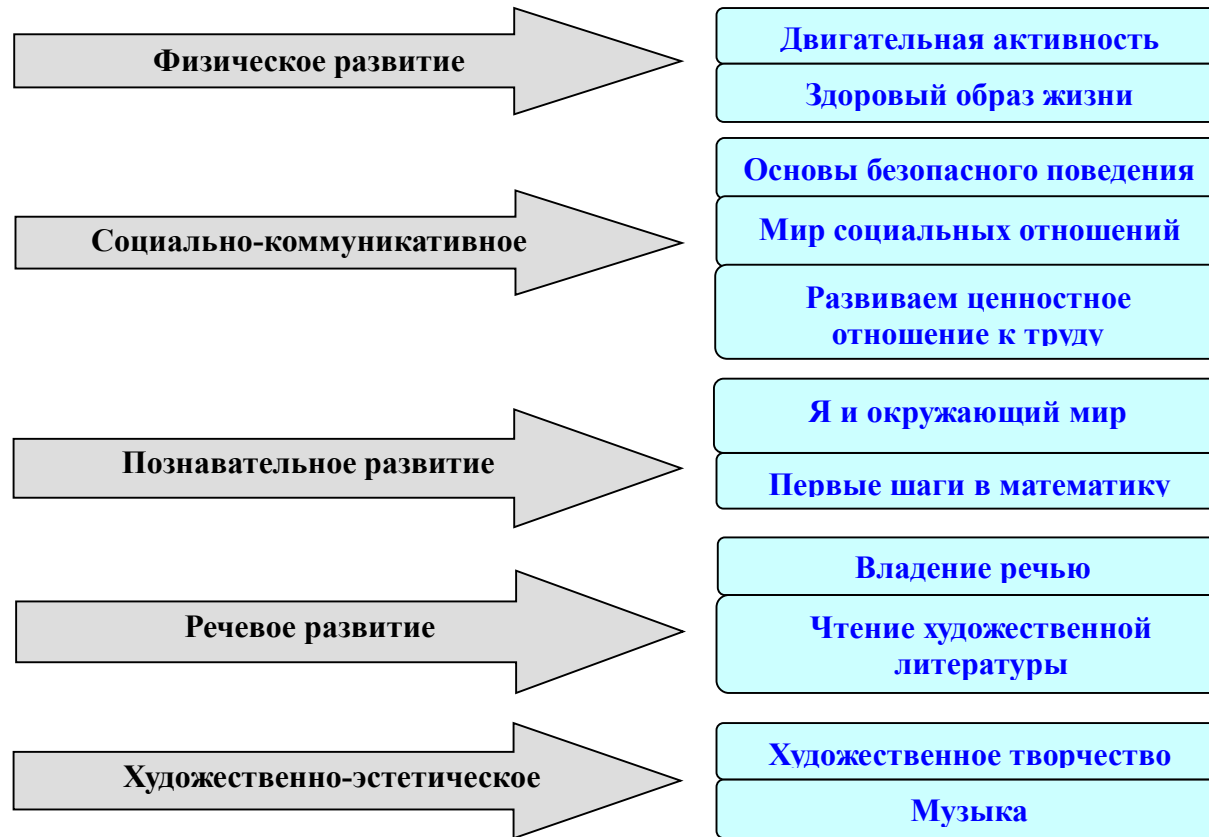 Физическое развитие
Двигательная активность
Здоровый образ жизни
Социально-коммуникативное
Основы безопасного поведения
Мир социальных отношений
Развиваем ценностное
отношение к труду
Познавательное развитие
Я и окружающий мир
Первые шаги в математику
Речевое развитие
Владение речью
Чтение художественной
литературы
Художественно-эстетическое
Художественное творчество
Музыка